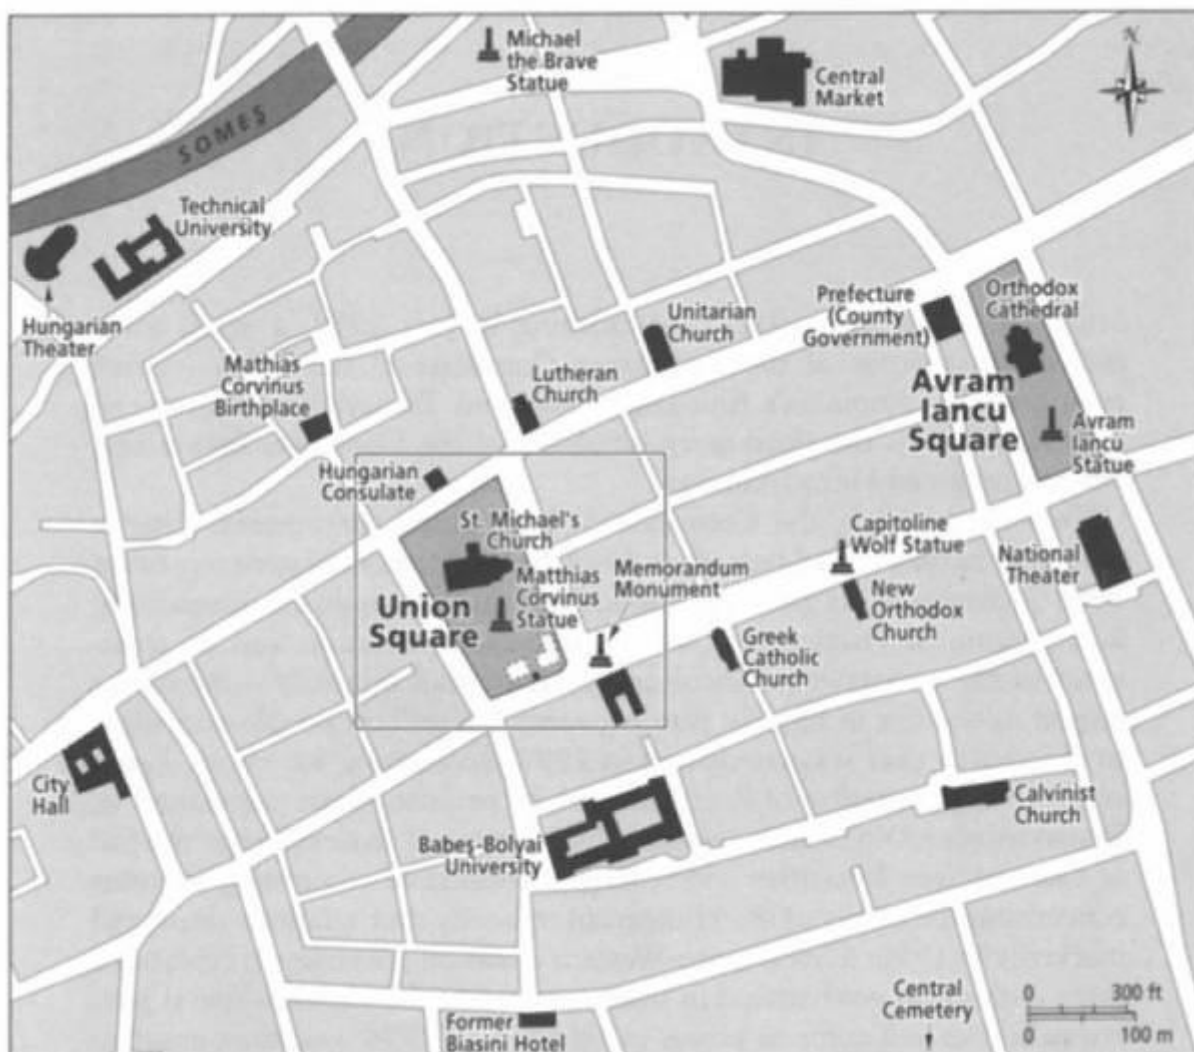 Michael
the Brave
Statue
Central
Market
N
SOMEŞ
Technical
University
Hungarian
Theater
Mathias
Corvinus
Birthplace
Unitarian
Church
Lutheran
Church
Prefecture
(County
Government)
Orthodox
Cathedral
Avram
Iancu
Square
Avram
Iancu
Statue
Hungarian
Consulate
St. Michael's
Church
Matthias
Corvinus
Statue
Union
Square
Memorandum
Monument
Capitoline
Wolf Statue
New
Orthodox
Church
National
Theater
Greek
Catholic
Church
City
Hall
Babeş-Bolyai
University
Calvinist
Church
Former
Biasini Hotel
Central
Cemetery
0 300 ft
0 100 m